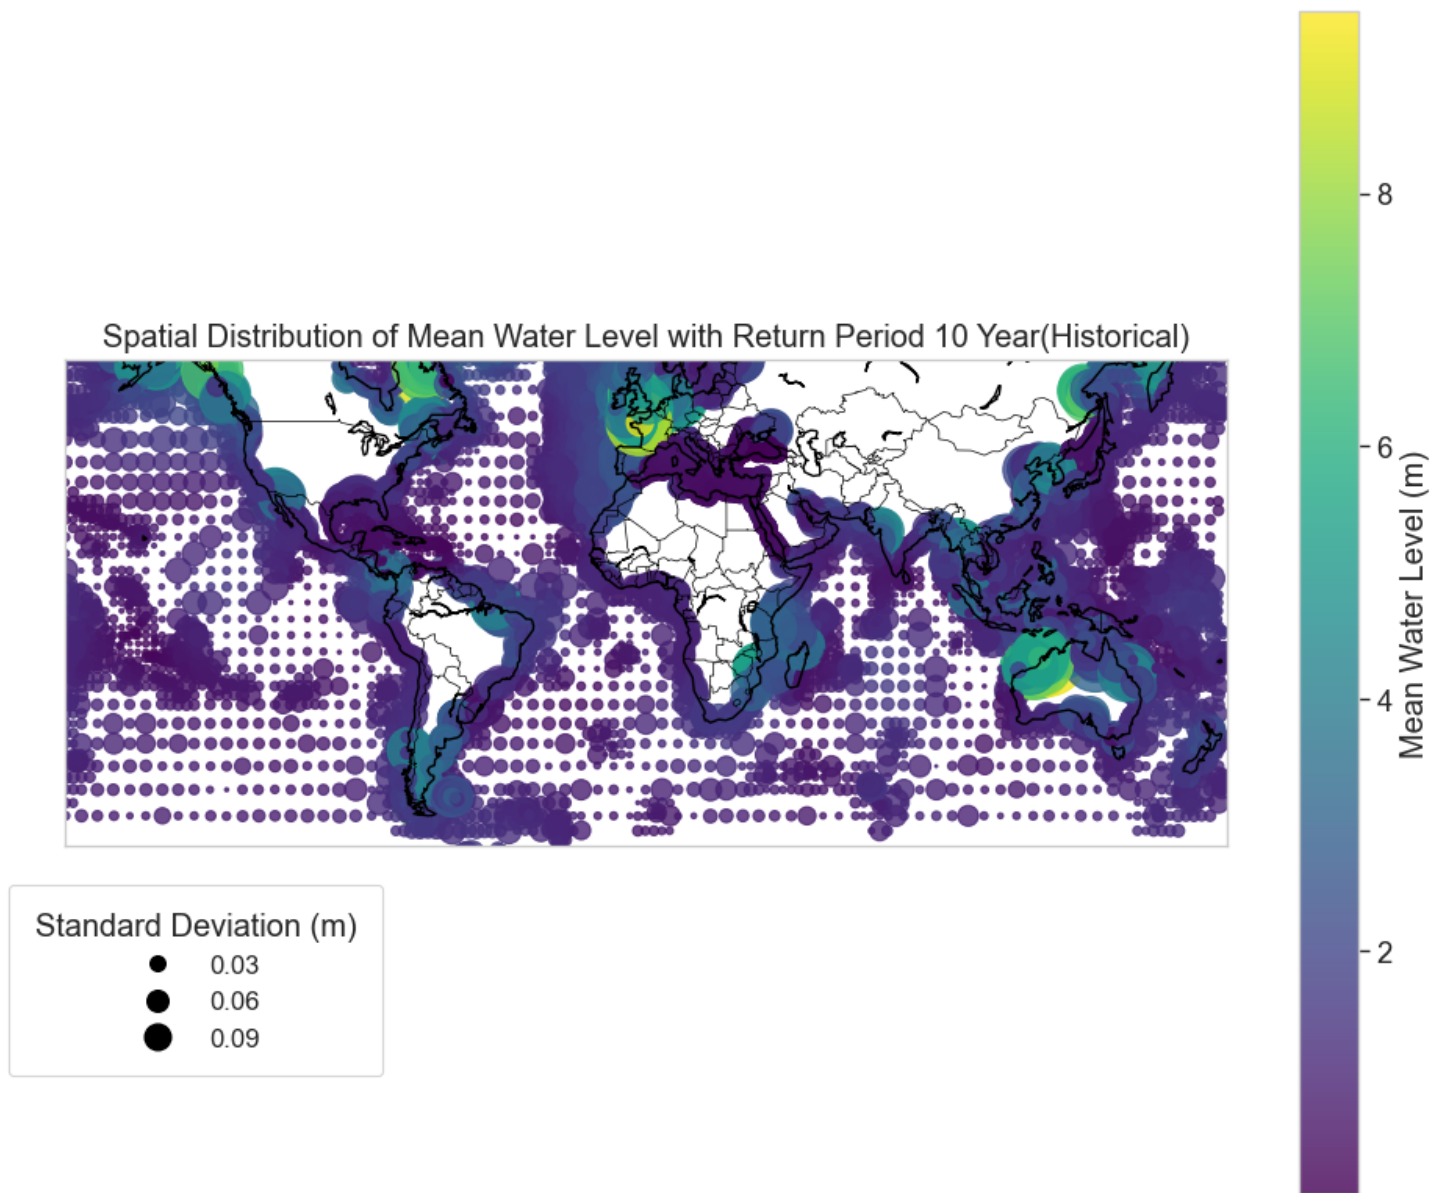 Spatial Distribution of Mean Water Level with Return Period 10 Year(Historical)
8
6
4
2
Mean Water Level (m)
Standard Deviation (m)
0.03
0.06
0.09